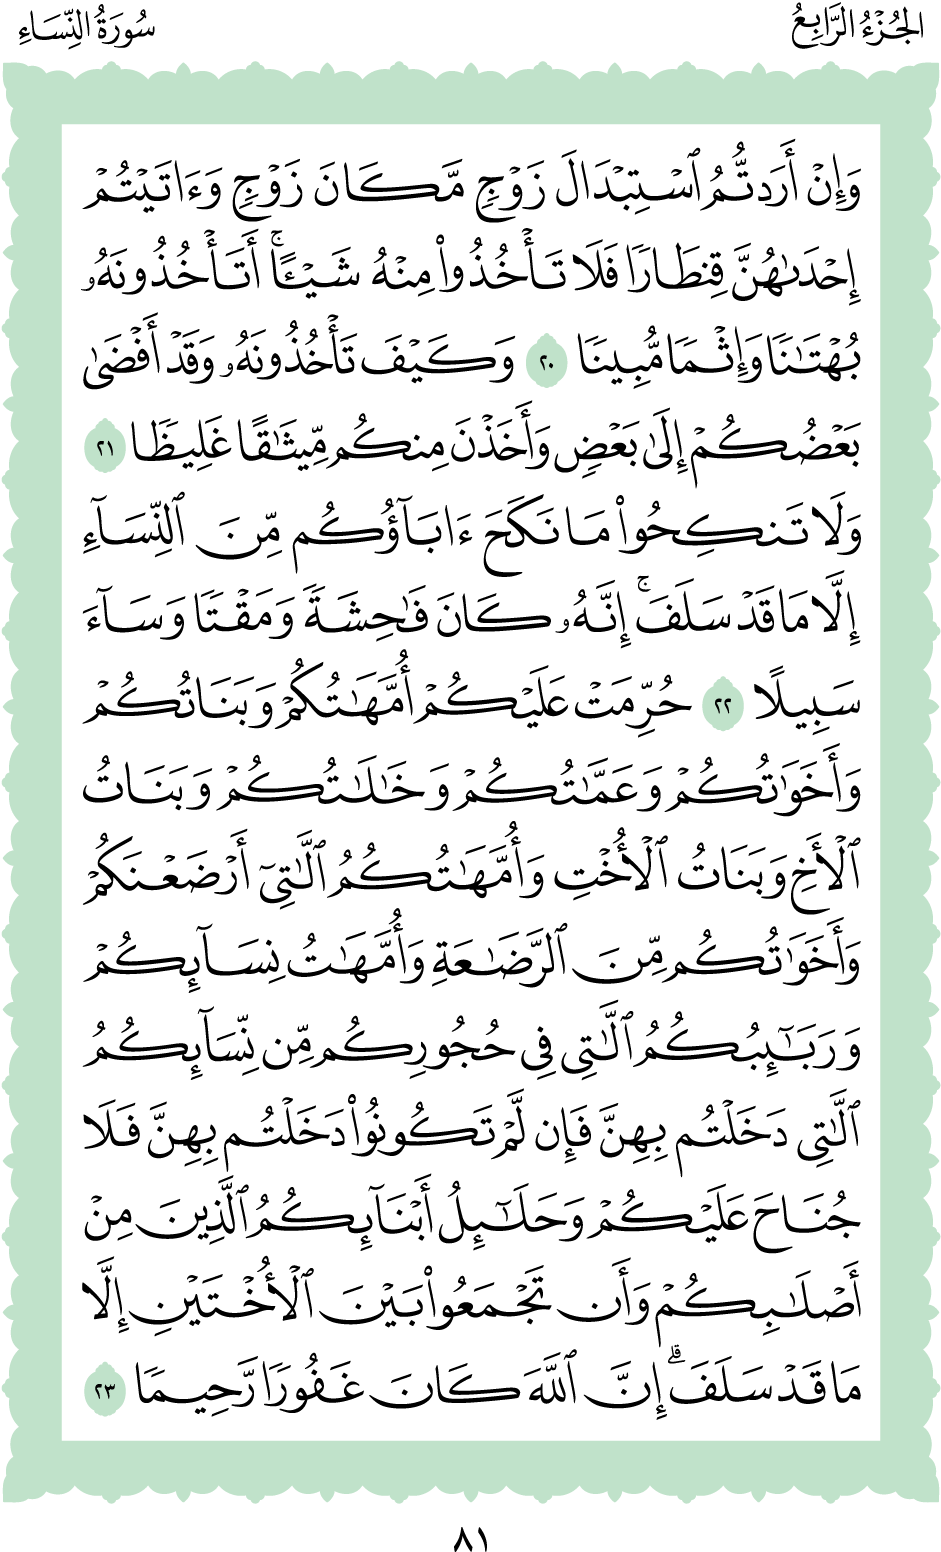 الجُزْءُ الرَّابِعُ
سُورَةُ النِّسَاءِ
وَإِنْ أَرَدتُّمُ ٱسْتِبْدَالَ زَوْجٍ مَّكَانَ زَوْجٍ وَءَاتَيْتُمْ
إِحْدَىٰهُنَّ قِنطَارًا فَلَا تَأْخُذُوا۟ مِنْهُ شَيْـًٔا ۚ أَتَأْخُذُونَهُۥ
بُهْتَـٰنًا وَإِثْمًا مُّبِينًا ٢٠ وَكَيْفَ تَأْخُذُونَهُۥ وَقَدْ أَفْضَىٰ
بَعْضُكُمْ إِلَىٰ بَعْضٍ وَأَخَذْنَ مِنكُم مِّيثَـٰقًا غَلِيظًا ٢١
وَلَا تَنكِحُوا۟ مَا نَكَحَ ءَابَآؤُكُم مِّنَ ٱلنِّسَآءِ
إِلَّا مَا قَدْ سَلَفَ ۚ إِنَّهُۥ كَانَ فَـٰحِشَةً وَمَقْتًا وَسَآءَ
سَبِيلًا ٢٢ حُرِّمَتْ عَلَيْكُمْ أُمَّهَـٰتُكُمْ وَبَنَاتُكُمْ
وَأَخَوَٰتُكُمْ وَعَمَّـٰتُكُمْ وَخَـٰلَـٰتُكُمْ وَبَنَاتُ
ٱلْأَخِ وَبَنَاتُ ٱلْأُخْتِ وَأُمَّهَـٰتُكُمُ ٱلَّـٰتِىٓ أَرْضَعْنَكُمْ
وَأَخَوَٰتُكُم مِّنَ ٱلرَّضَـٰعَةِ وَأُمَّهَـٰتُ نِسَآئِكُمْ
وَرَبَـٰٓئِبُكُمُ ٱلَّـٰتِى فِى حُجُورِكُم مِّن نِّسَآئِكُمُ
ٱلَّـٰتِى دَخَلْتُم بِهِنَّ فَإِن لَّمْ تَكُونُوا۟ دَخَلْتُم بِهِنَّ فَلَا
جُنَاحَ عَلَيْكُمْ وَحَلَـٰٓئِلُ أَبْنَآئِكُمُ ٱلَّذِينَ مِنْ
أَصْلَـٰبِكُمْ وَأَن تَجْمَعُوا۟ بَيْنَ ٱلْأُخْتَيْنِ إِلَّا
مَا قَدْ سَلَفَ ۗ إِنَّ ٱللَّهَ كَانَ غَفُورًا رَّحِيمًا ٢٣
٨١